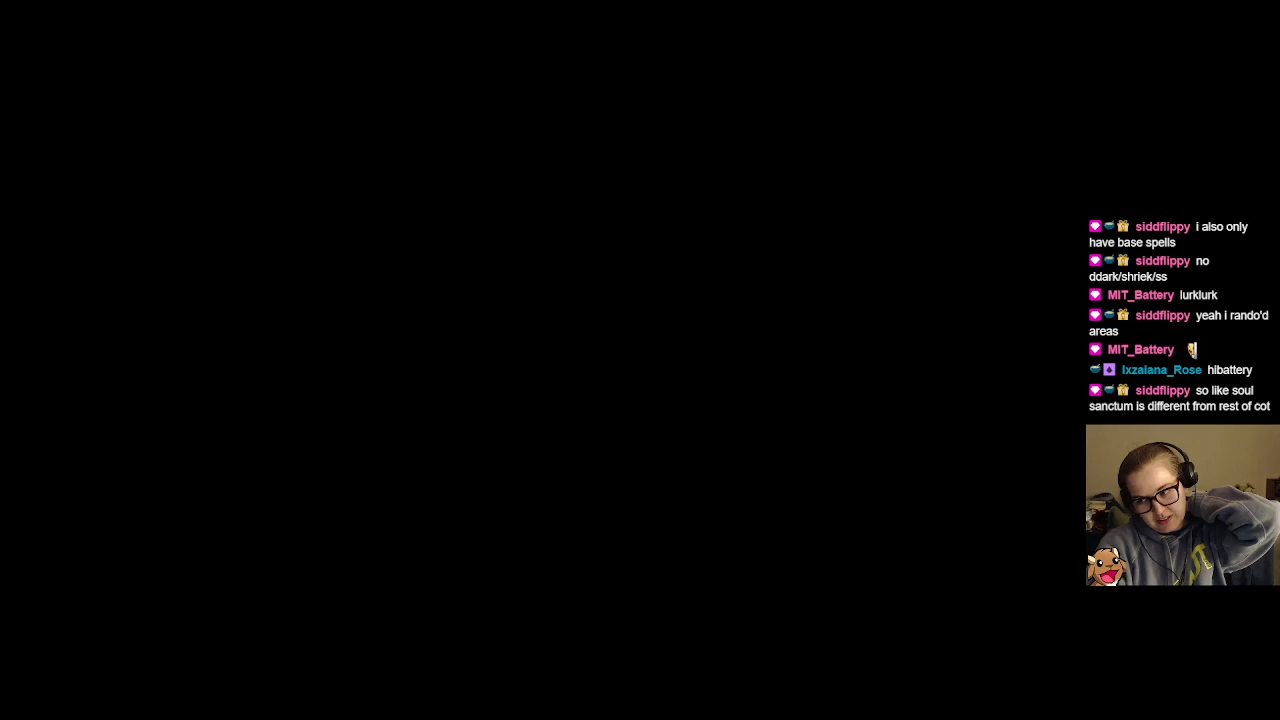 siddflippy i also only
have base spells
siddflippy no
ddark/shriek/ss
MIT_Battery lurklurk
siddflippy yeah i rando'd
areas
MIT_Battery
Ixzaiana_Rose hibattery
siddflippy so like soul
sanctum is different from rest of cot